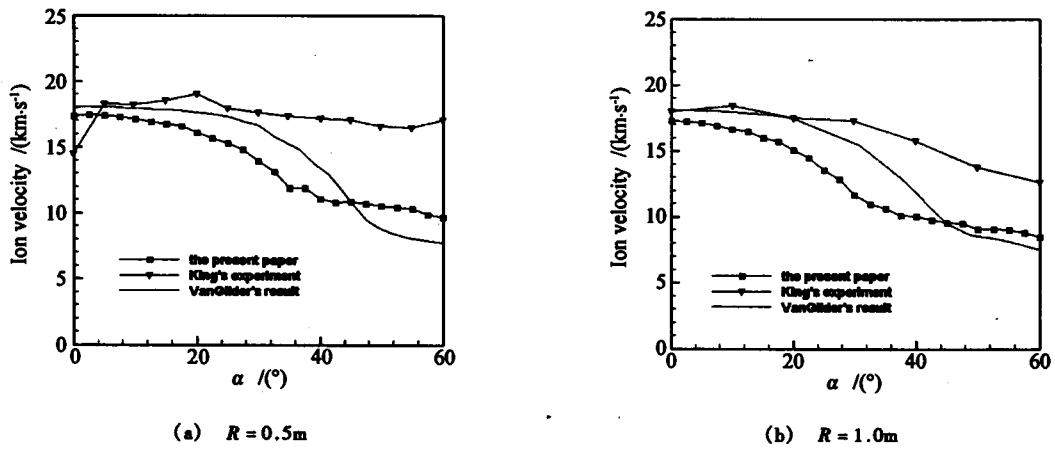 25
20
15
10
5
0
Ion velocity /(km·s⁻¹)
the present paper
King's experiment
VanGilder's result
0 20 40 60
α /(°)
(a) R = 0.5m
25
20
15
10
5
0
Ion velocity /(km·s⁻¹)
the present paper
King's experiment
VanGilder's result
0 20 40 60
α /(°)
(b) R = 1.0m